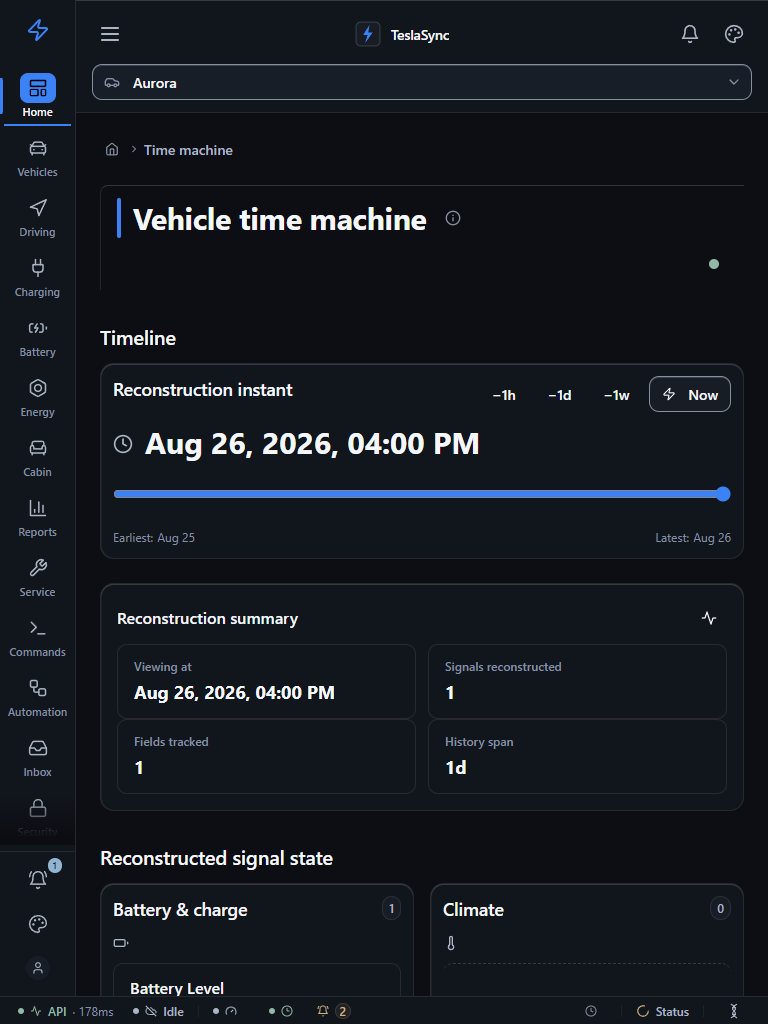 TeslaSync
Aurora
Home
Vehicles
Driving
Charging
Battery
Energy
Cabin
Reports
Service
Commands
Automation
Inbox
Security
1
Time machine
Vehicle time machine
Timeline
Reconstruction instant
−1h −1d −1w Now
Aug 26, 2026, 04:00 PM
Earliest: Aug 25 Latest: Aug 26
Reconstruction summary
Viewing at
Aug 26, 2026, 04:00 PM
Signals reconstructed
1
Fields tracked
1
History span
1d
Reconstructed signal state
Battery & charge 1
Battery Level
Climate 0
API · 178ms Idle 2 Status